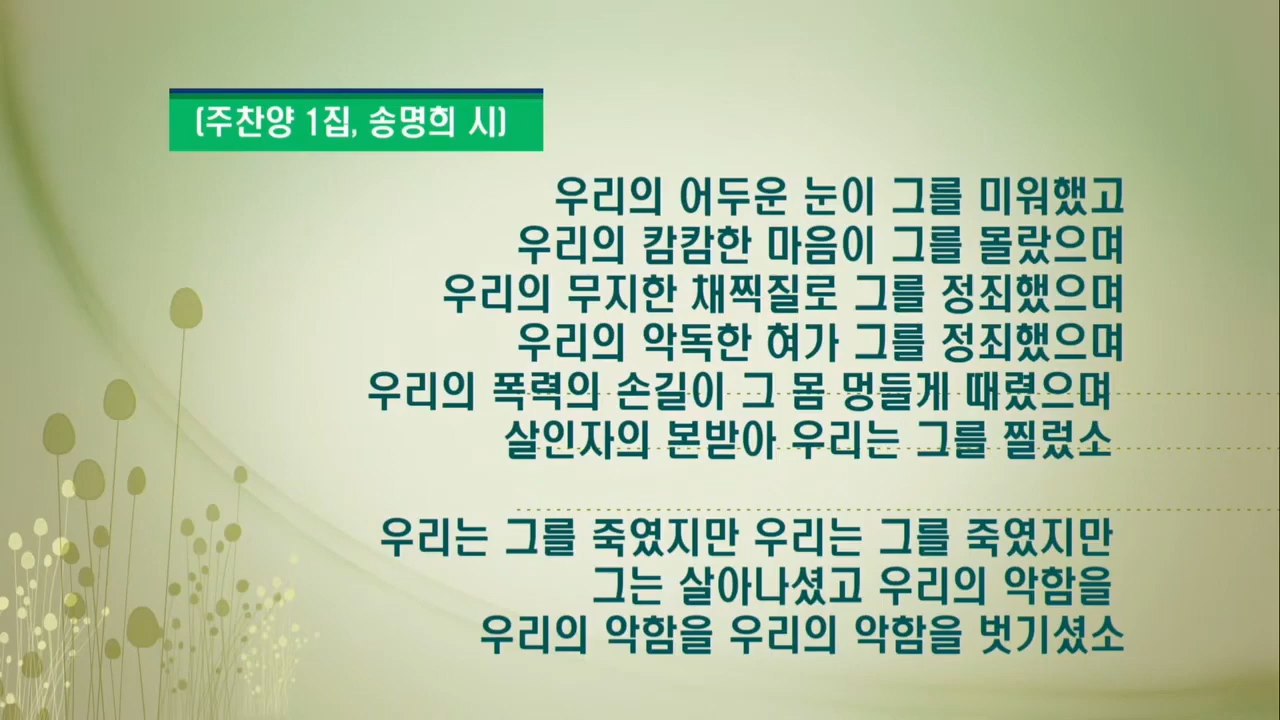 (주찬양 1집, 송명희 시)
우리의 어두운 눈이 그를 미워했고
우리의 캄캄한 마음이 그를 몰랐으며
우리의 무지한 채찍질로 그를 정죄했으며
우리의 악독한 혀가 그를 정죄했으며
우리의 폭력의 손길이 그 몸 멍들게 때렸으며
살인자의 본받아 우리는 그를 찔렀소
우리는 그를 죽였지만 우리는 그를 죽였지만
그는 살아나셨고 우리의 악함을
우리의 악함을 우리의 악함을 벗기셨소